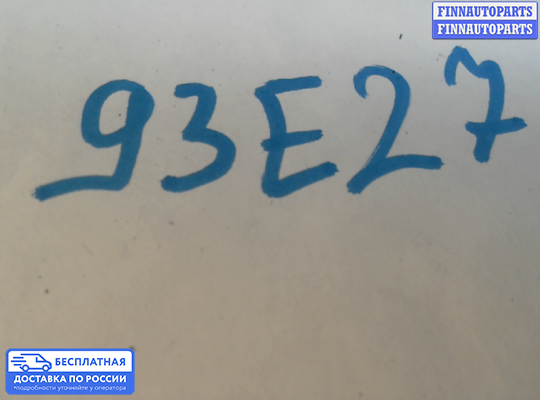 FINNAUTOPARTS
FINNAUTOPARTS
93E27
БЕСПЛАТНАЯ
ДОСТАВКА ПО РОССИИ
*подробности уточняйте у оператора